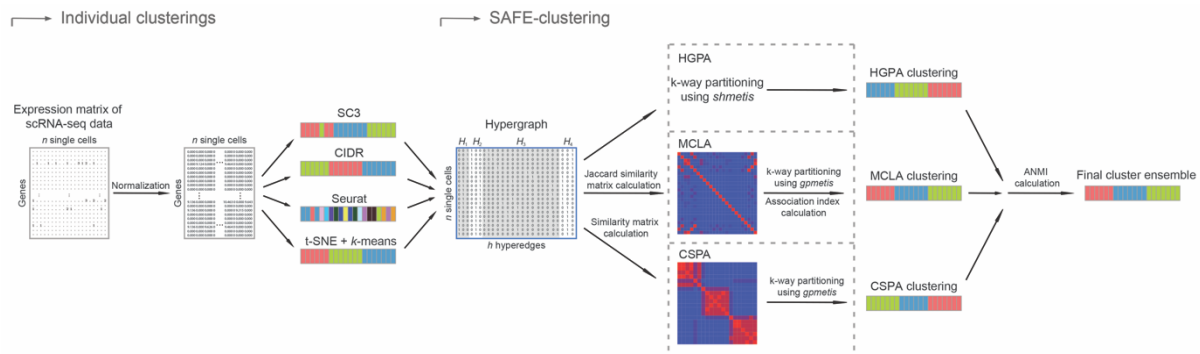 Individual clusterings
SAFE-clustering
Expression matrix of
scRNA-seq data
n single cells
Genes
Normalization
n single cells
Genes
SC3
CIDR
Seurat
t-SNE + k-means
Hypergraph
H1 H2 H3 H4
n single cells
h hyperedges
Jaccard similarity
matrix calculation
Similarity matrix
calculation
HGPA
k-way partitioning
using shmetis
MCLA
k-way partitioning
using gpmetis
Association index
calculation
CSPA
k-way partitioning
using gpmetis
HGPA clustering
MCLA clustering
CSPA clustering
ANMI
calculation
Final cluster ensemble